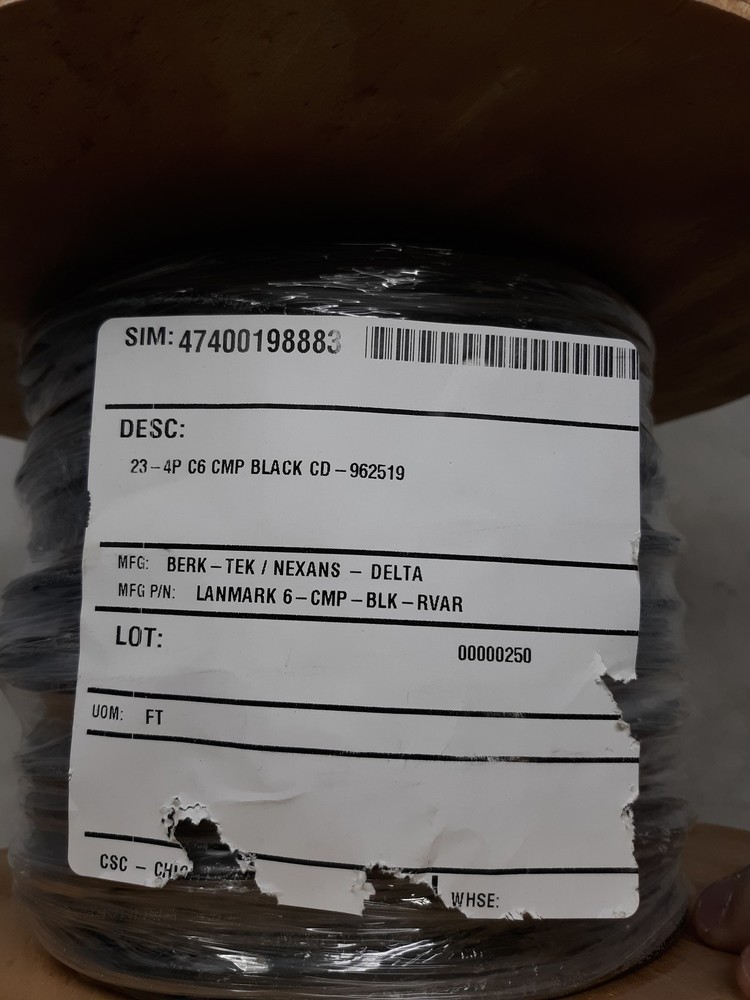 SIM: 47400198883
DESC:
23-4P C6 CMP BLACK CD-962519
MFG: BERK-TEK / NEXANS - DELTA
MFG P/N: LANMARK 6-CMP-BLK-RVAR
LOT: 00000250
UOM: FT
CSC - WHSE: